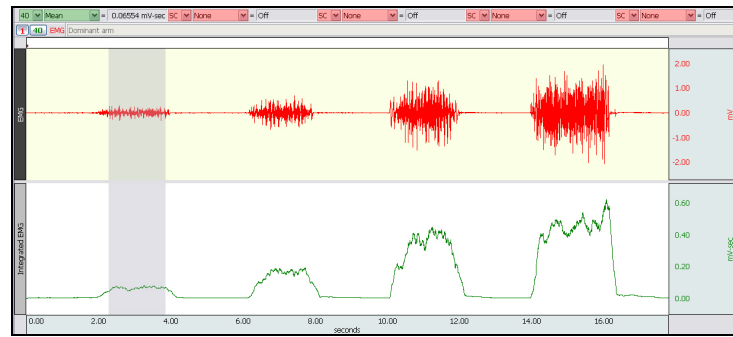 40 Mean = 0.06554 mV-sec SC None = Off SC None = Off SC None = Off SC None = Off
1 40 EMG Dominant arm
EMG
2.00
1.00
0.00
-1.00
-2.00
mV
Integrated EMG
0.60
0.40
0.20
0.00
mV-sec
0.00 2.00 4.00 6.00 8.00 10.00 12.00 14.00 16.00
seconds